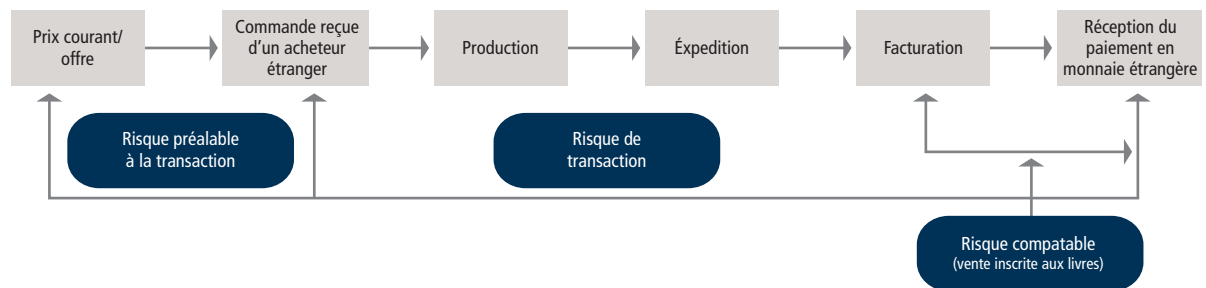 Prix courant/
offre
Commande reçue
d'un acheteur
étranger
Production
Éxpedition
Facturation
Réception du
paiement en
monnaie étrangère
Risque préalable
à la transaction
Risque de
transaction
Risque compatable
(vente inscrite aux livres)